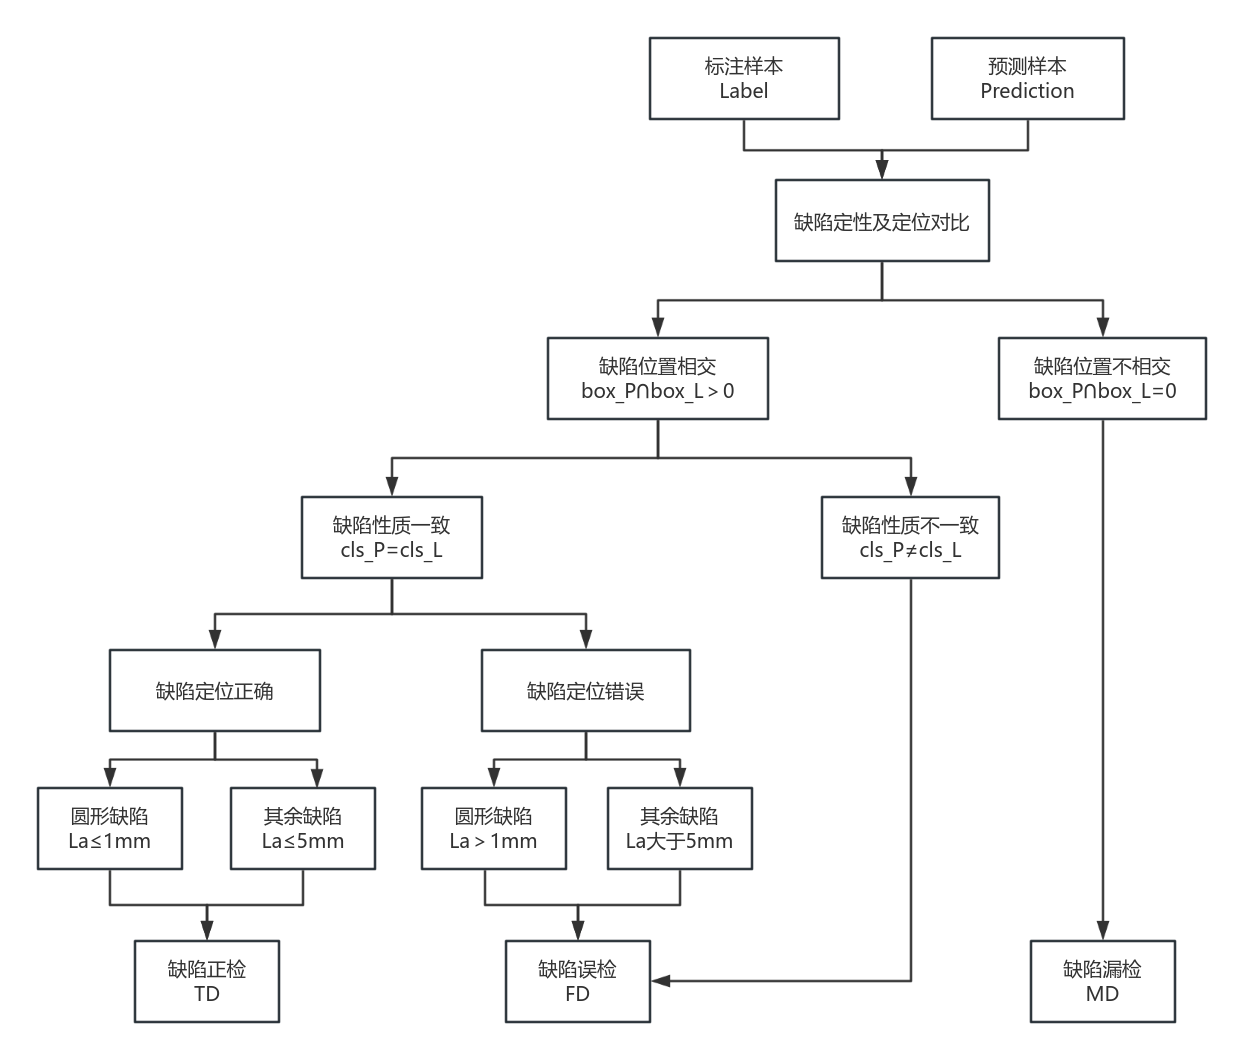 标注样本
Label
预测样本
Prediction
缺陷定性及定位对比
缺陷位置相交
box_P∩box_L＞0
缺陷位置不相交
box_P∩box_L=0
缺陷性质一致
cls_P=cls_L
缺陷性质不一致
cls_P≠cls_L
缺陷定位正确
缺陷定位错误
圆形缺陷
La≤1mm
其余缺陷
La≤5mm
圆形缺陷
La＞1mm
其余缺陷
La大于5mm
缺陷正检
TD
缺陷误检
FD
缺陷漏检
MD